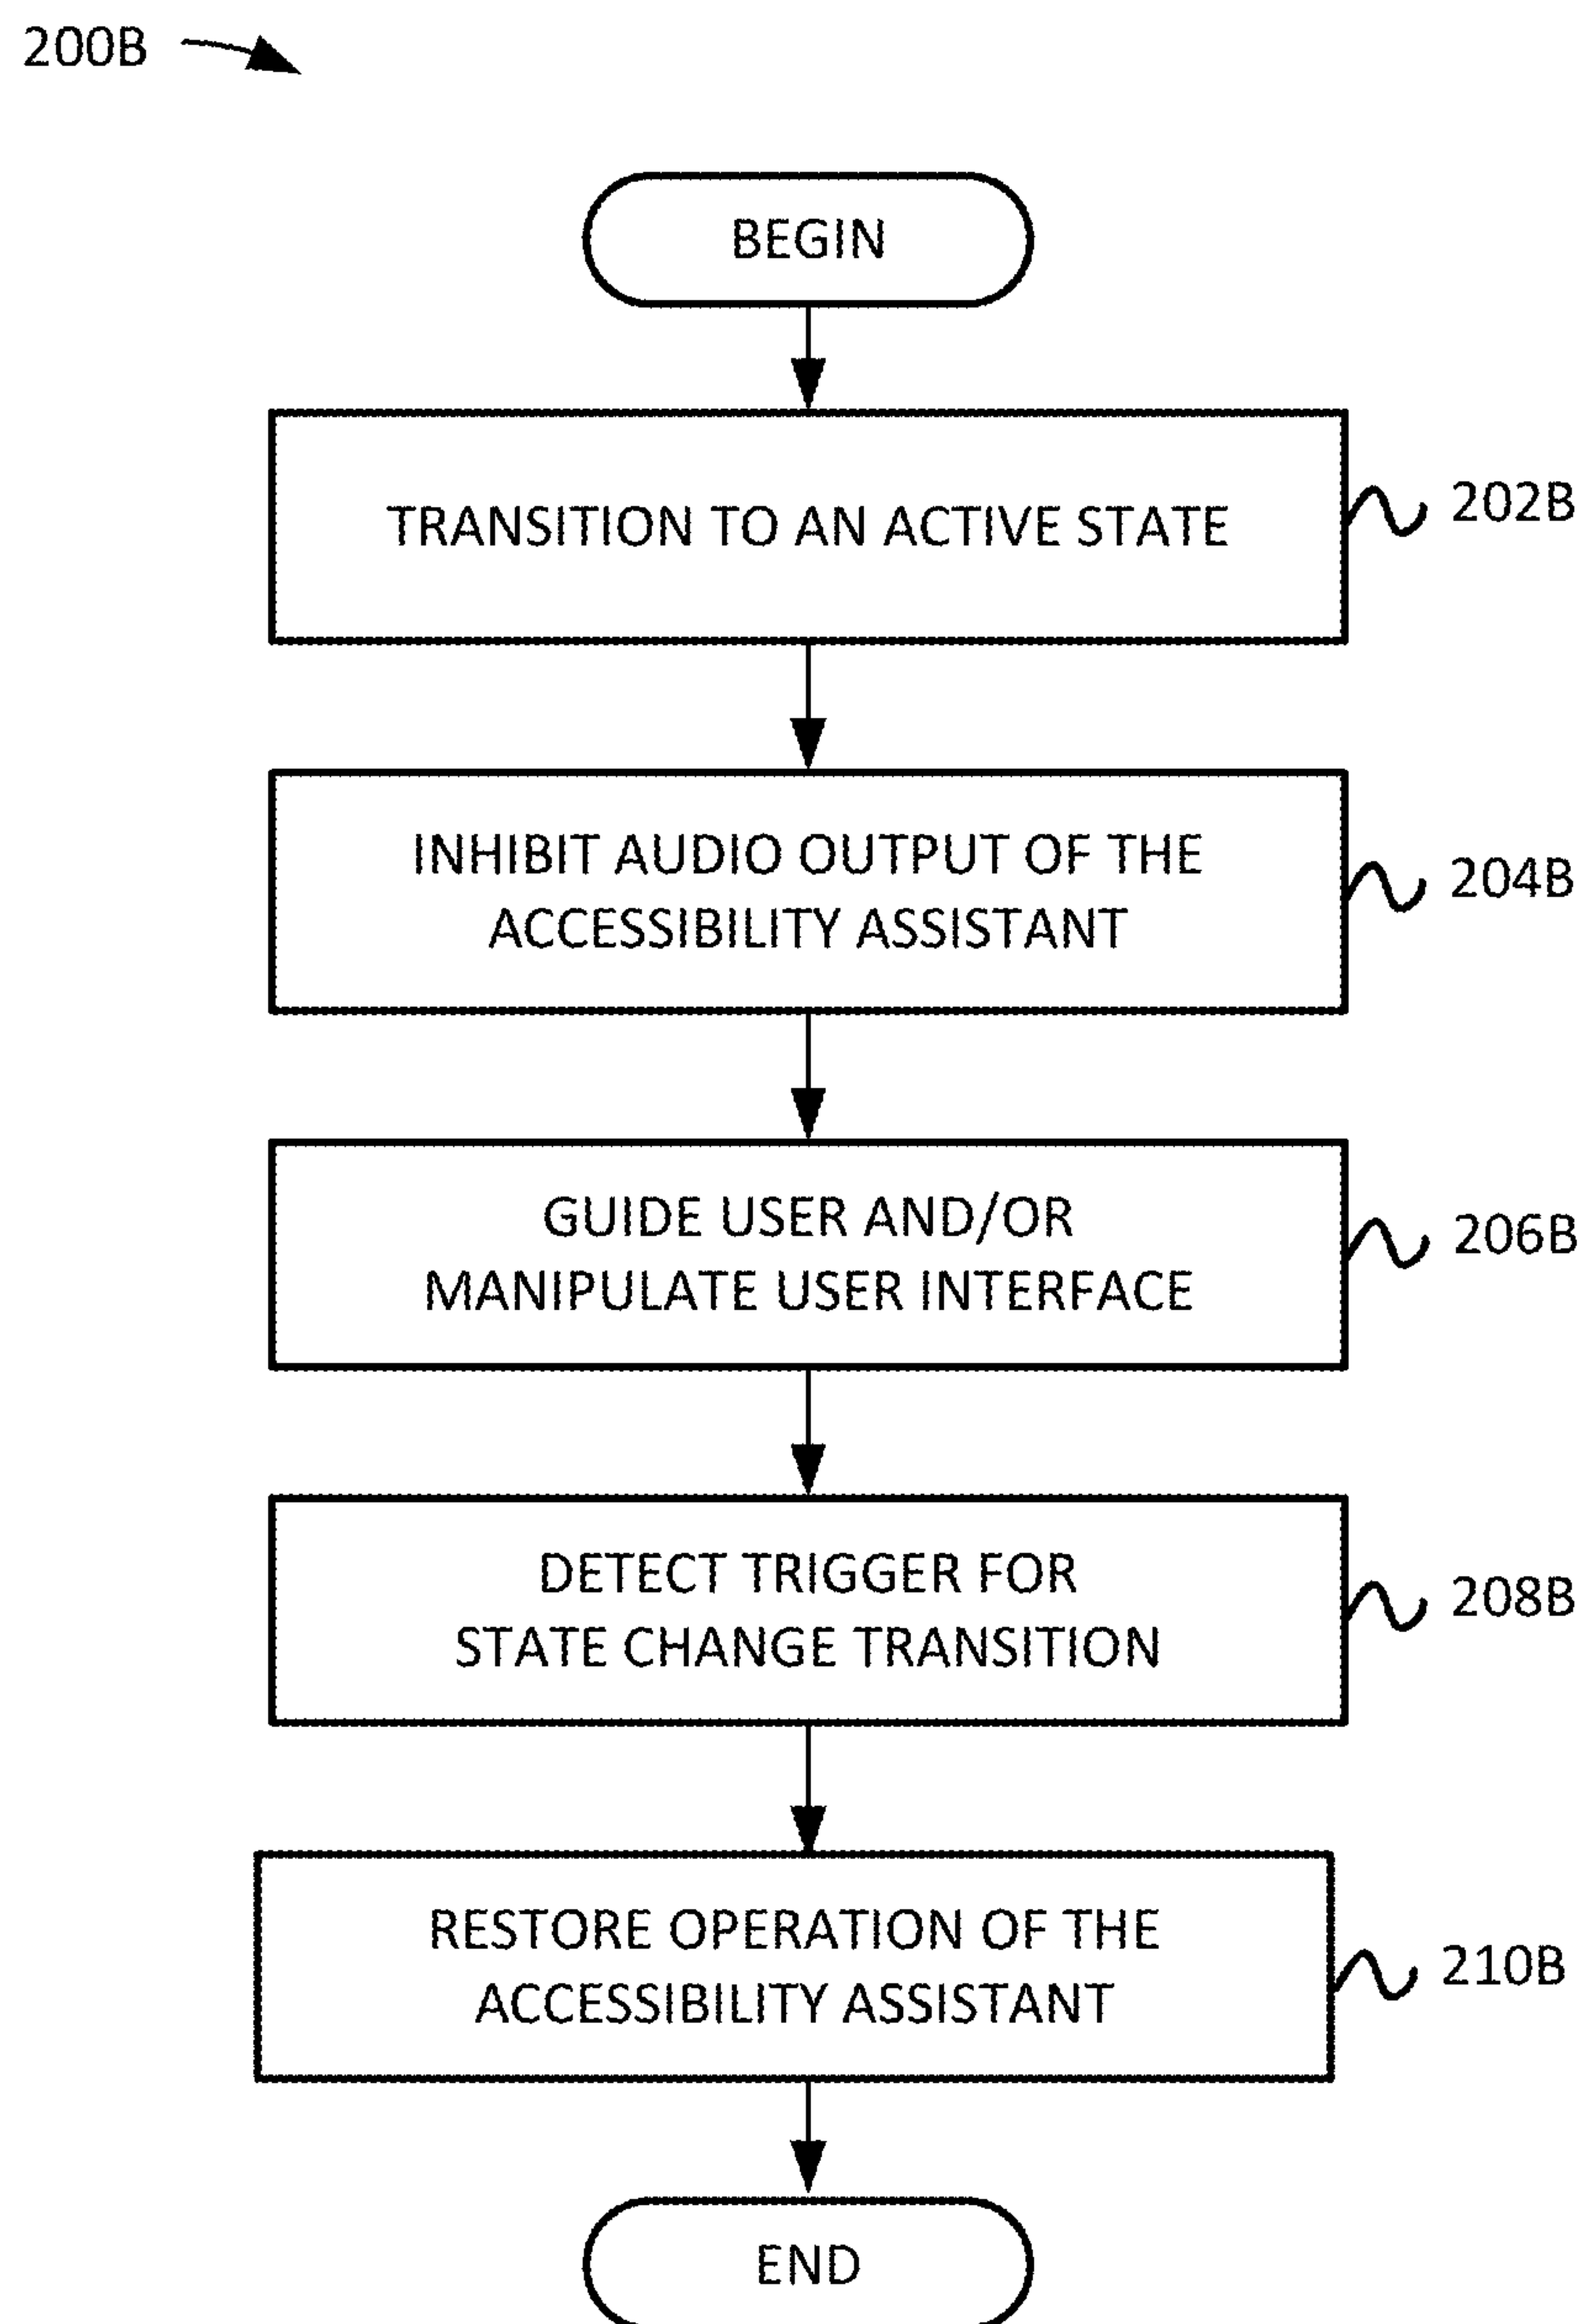 200B
BEGIN
TRANSITION TO AN ACTIVE STATE
202B
INHIBIT AUDIO OUTPUT OF THE
ACCESSIBILITY ASSISTANT
204B
GUIDE USER AND/OR
MANIPULATE USER INTERFACE
206B
DETECT TRIGGER FOR
STATE CHANGE TRANSITION
208B
RESTORE OPERATION OF THE
ACCESSIBILITY ASSISTANT
210B
END